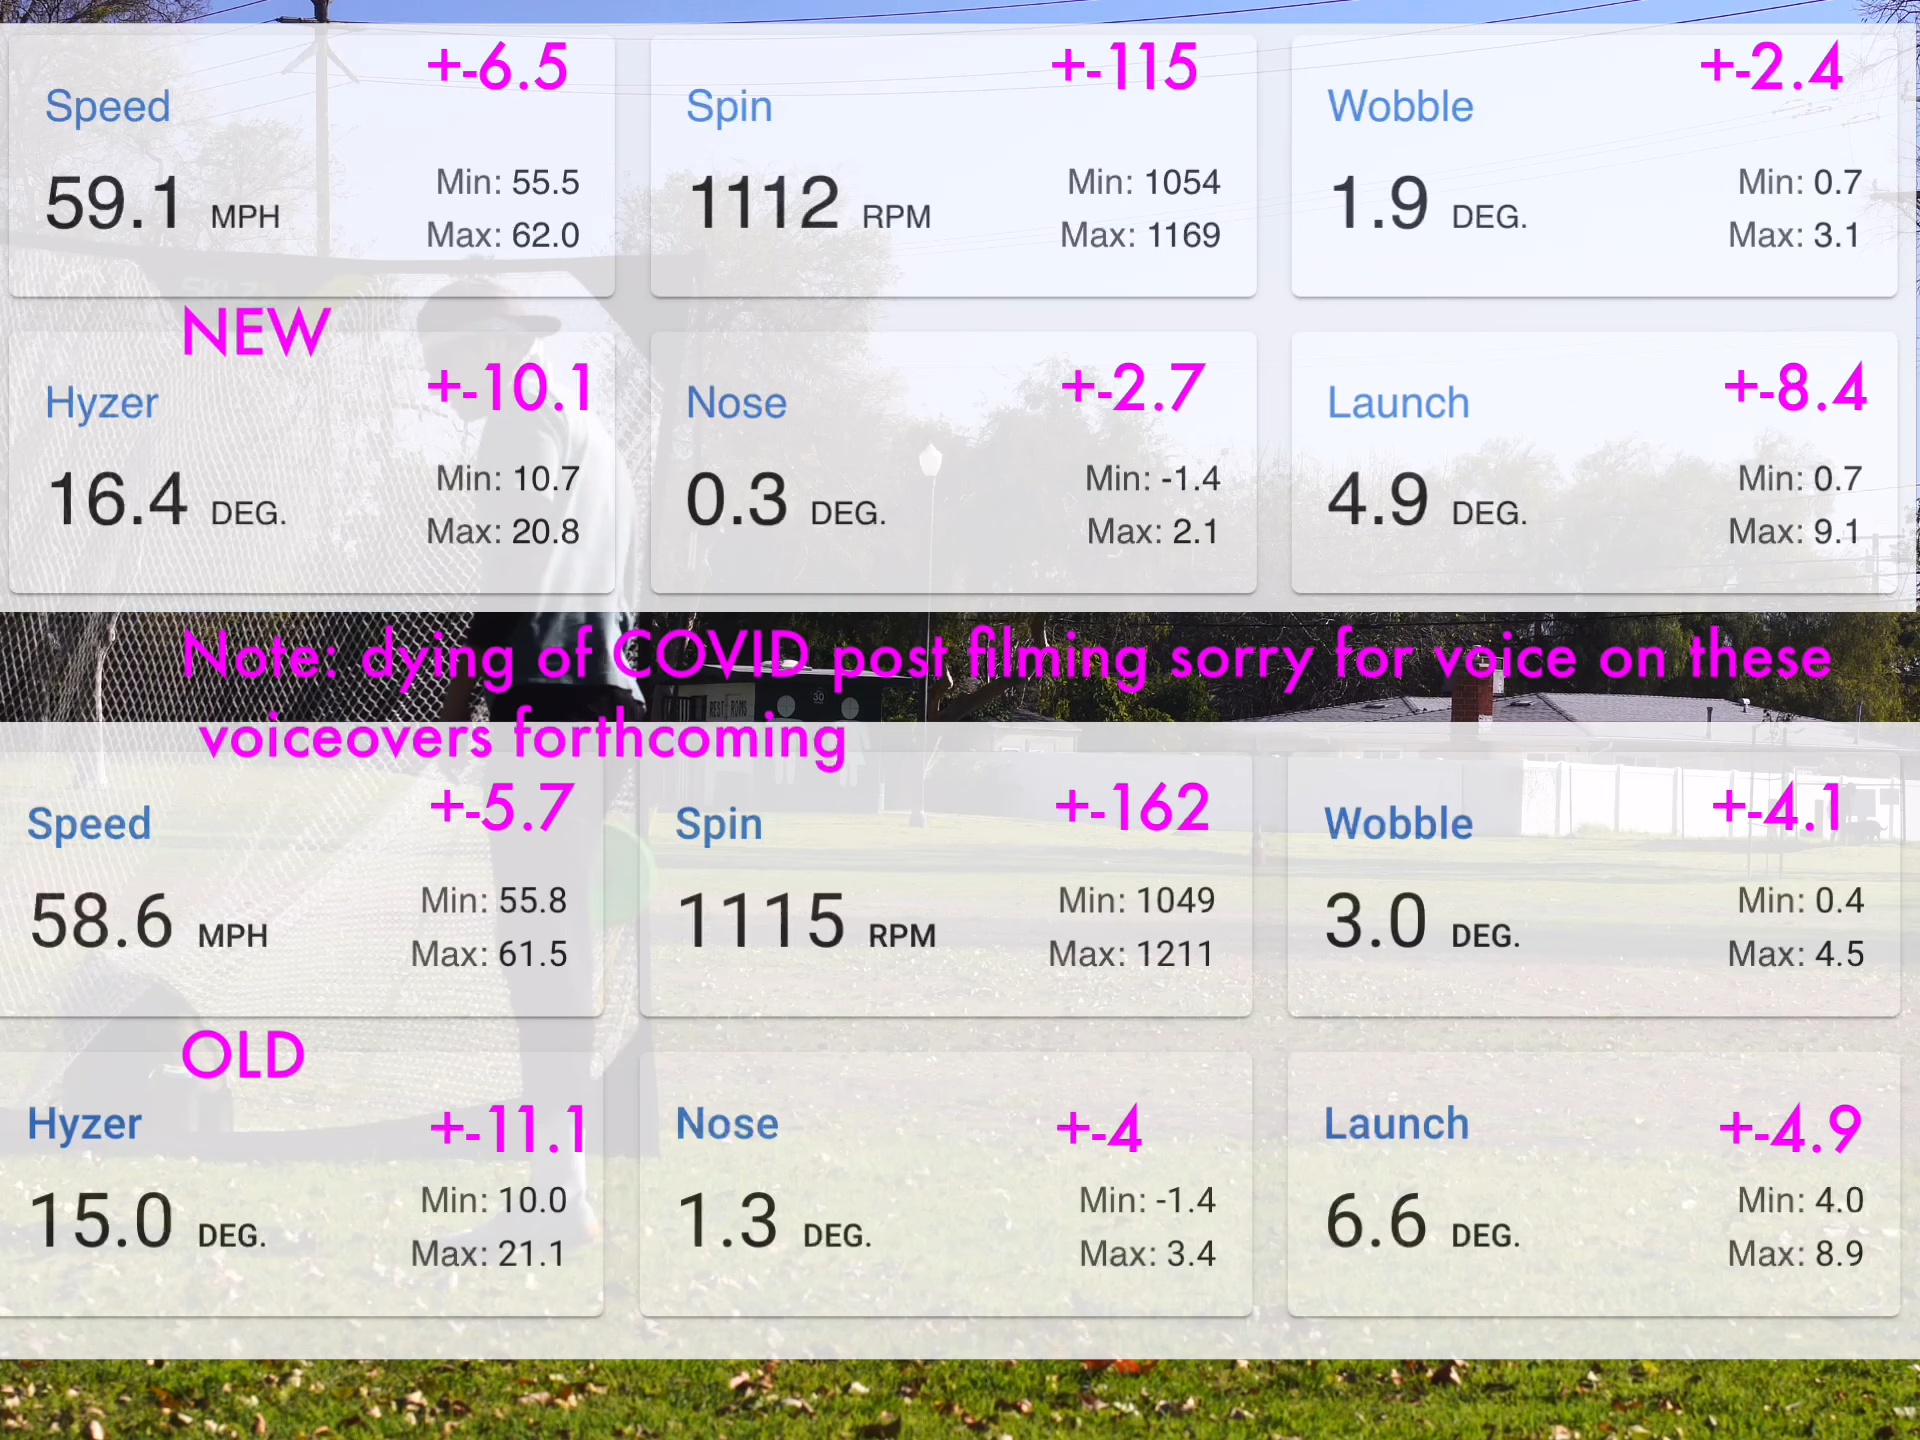 +-6.5 +-115 +-2.4
Speed Spin Wobble
59.1 MPH Min: 55.5 1112 RPM Min: 1054 1.9 DEG. Min: 0.7
Max: 62.0 Max: 1169 Max: 3.1
NEW
+-10.1 +-2.7 +-8.4
Hyzer Nose Launch
16.4 DEG. Min: 10.7 0.3 DEG. Min: -1.4 4.9 DEG. Min: 0.7
Max: 20.8 Max: 2.1 Max: 9.1
Note: dying of COVID post filming sorry for voice on these
voiceovers forthcoming
REST ROOMS
30
+-5.7 +-162 +-4.1
Speed Spin Wobble
58.6 MPH Min: 55.8 1115 RPM Min: 1049 3.0 DEG. Min: 0.4
Max: 61.5 Max: 1211 Max: 4.5
OLD
+-11.1 +-4 +-4.9
Hyzer Nose Launch
15.0 DEG. Min: 10.0 1.3 DEG. Min: -1.4 6.6 DEG. Min: 4.0
Max: 21.1 Max: 3.4 Max: 8.9